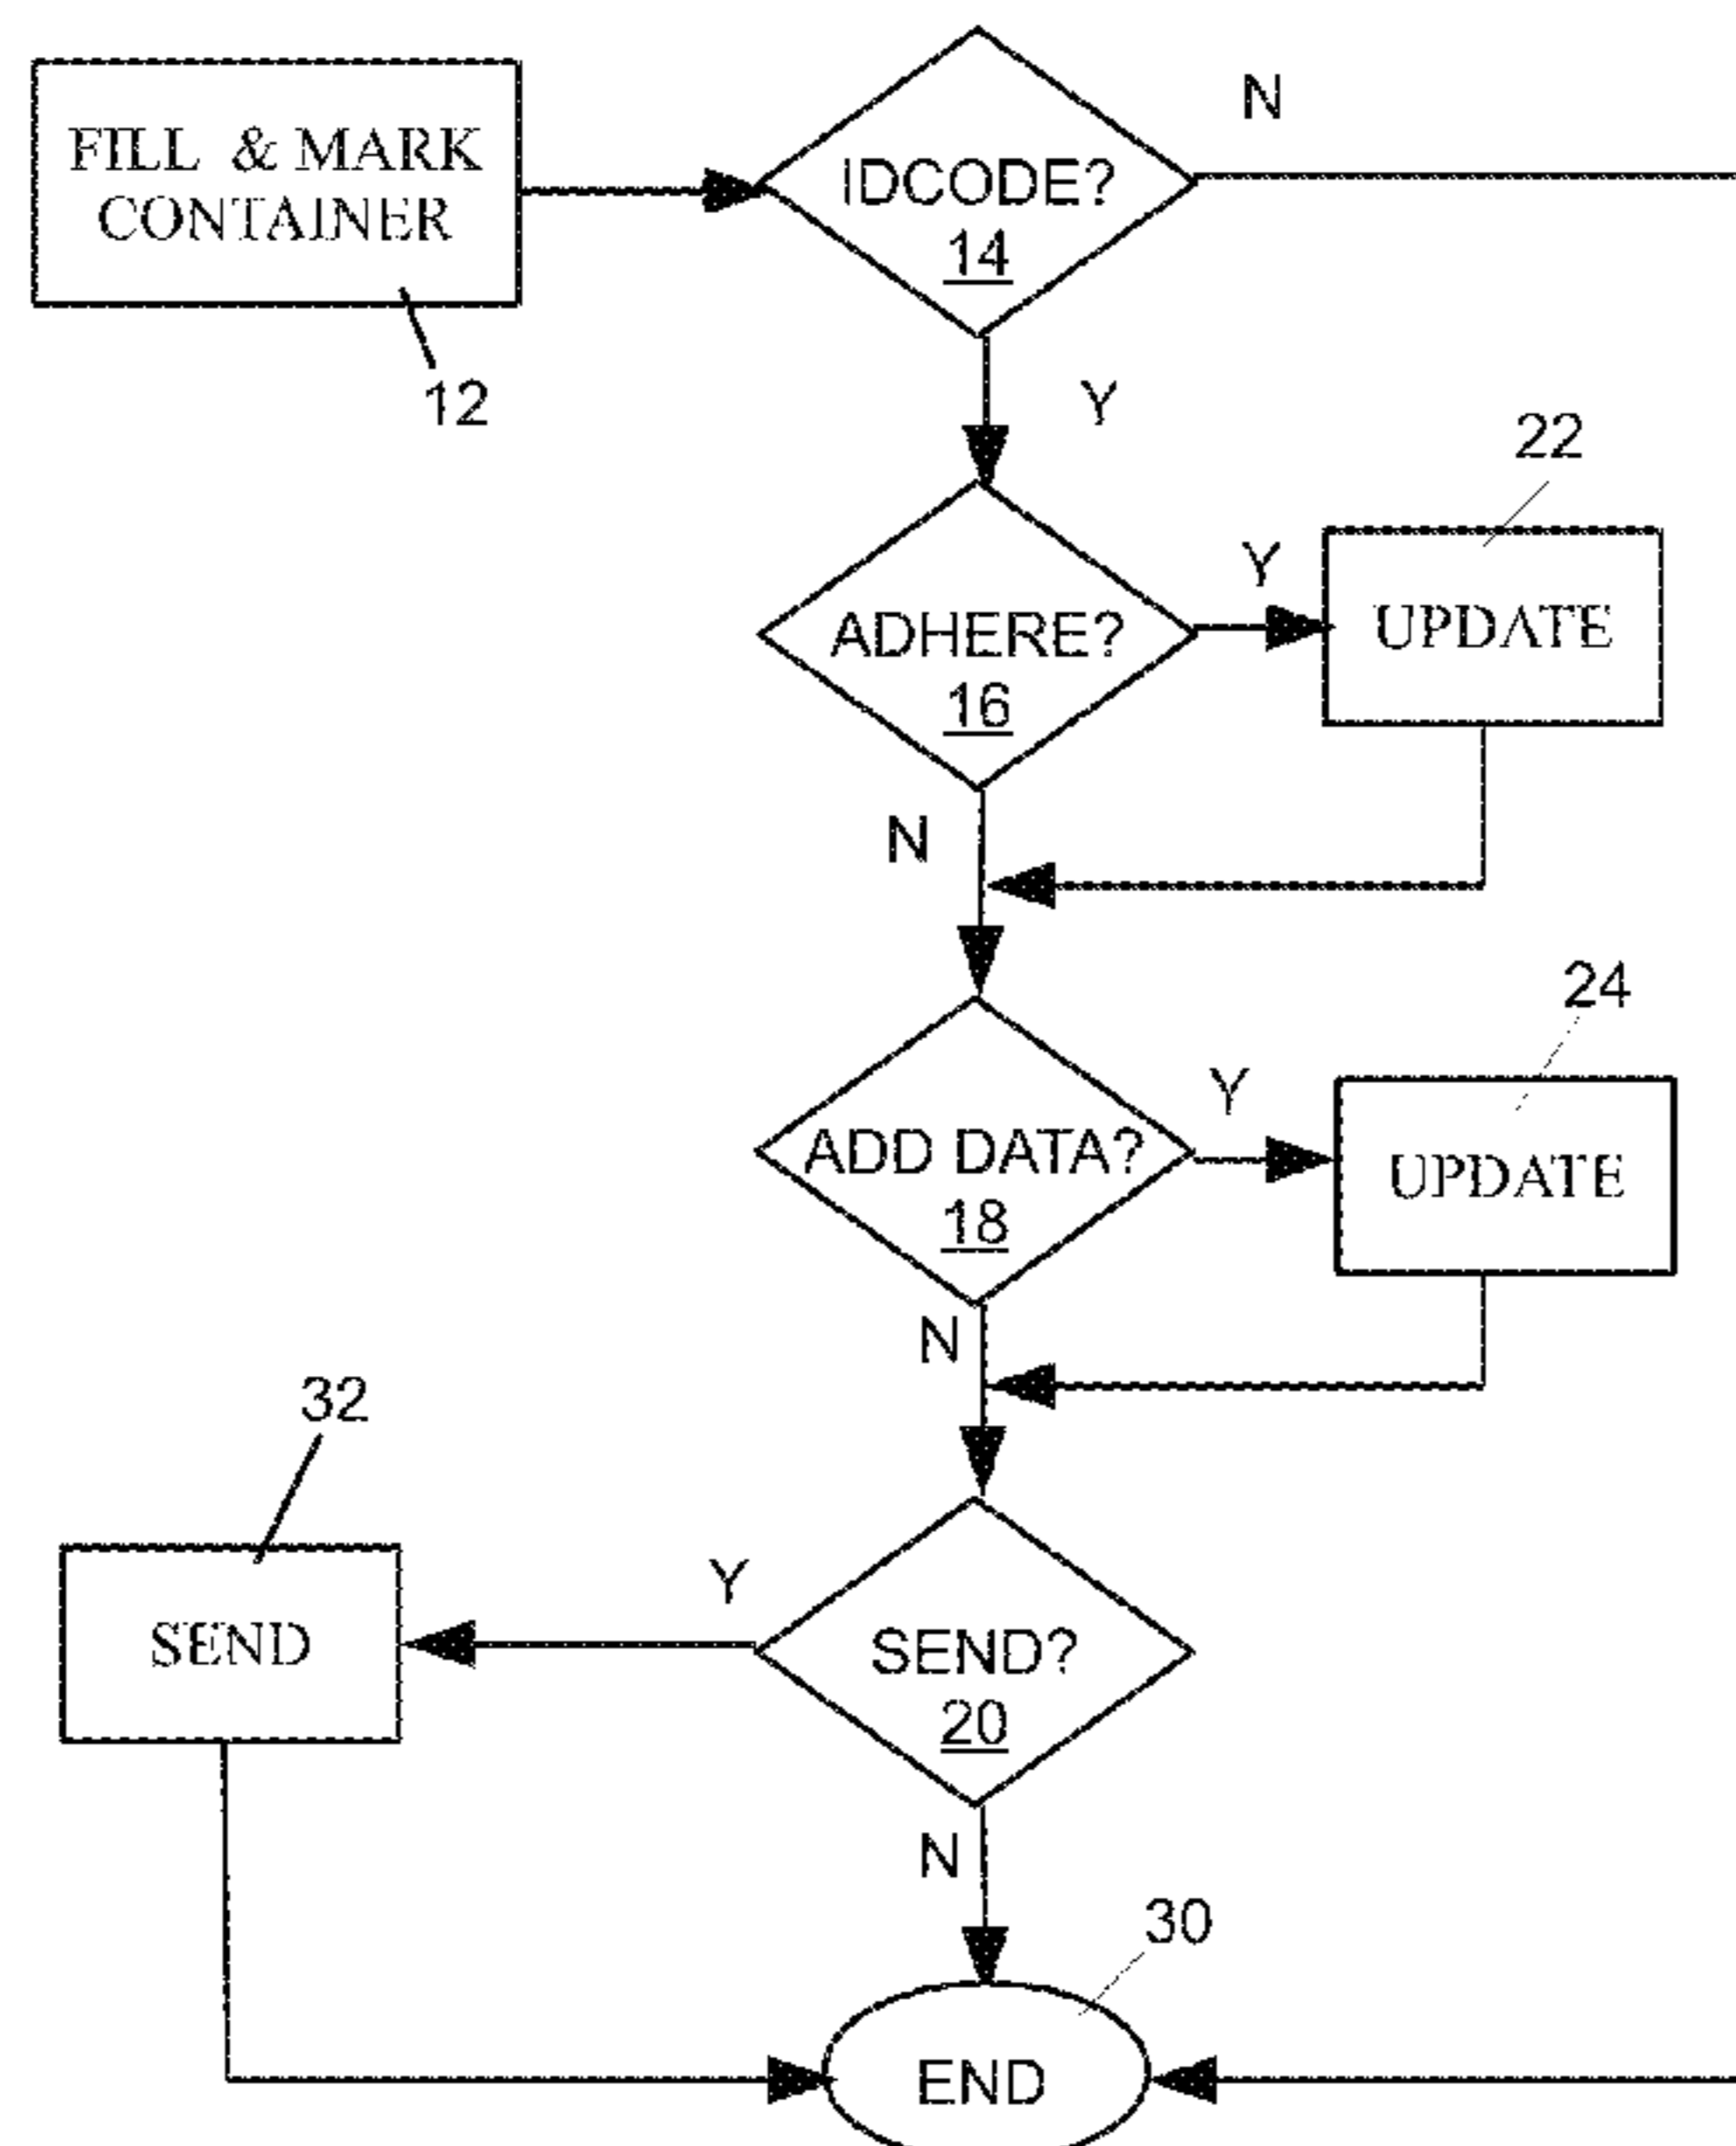 FILL & MARK
CONTAINER
12
IDCODE?
14
N
Y
ADHERE?
16
Y
22
UPDATE
N
ADD DATA?
18
Y
24
UPDATE
N
32
SEND
Y
SEND?
20
N
30
END